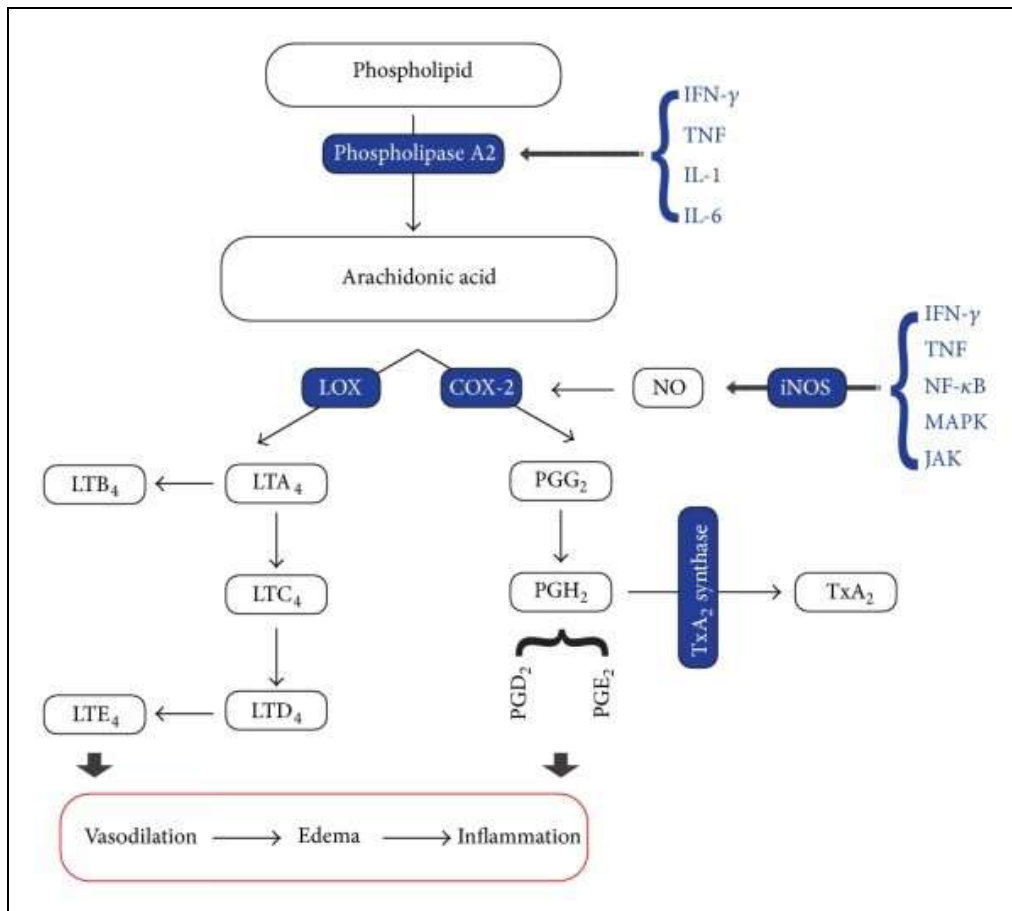 Phospholipid
Phospholipase A2
IFN-γ
TNF
IL-1
IL-6
Arachidonic acid
LOX
COX-2
NO
iNOS
IFN-γ
TNF
NF-κB
MAPK
JAK
LTB₄
LTA₄
PGG₂
LTC₄
PGH₂
TxA₂ synthase
TxA₂
PGD₂
PGE₂
LTE₄
LTD₄
Vasodilation
Edema
Inflammation